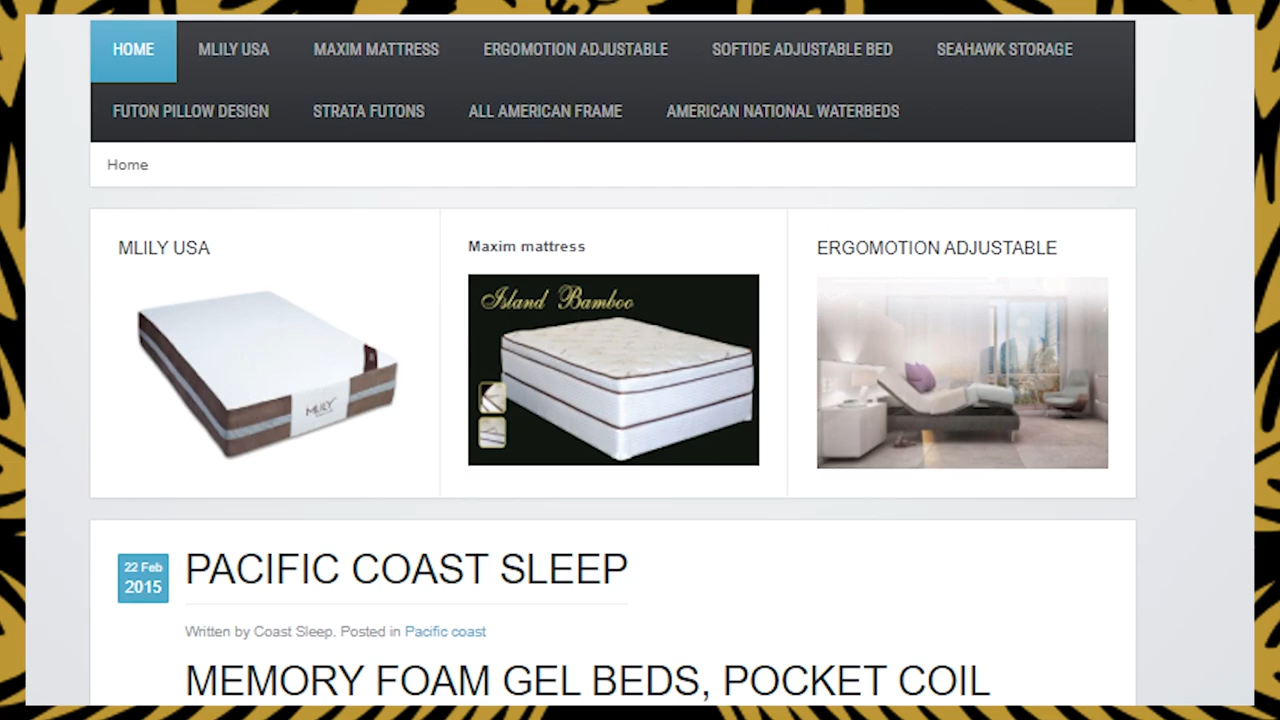 HOME MLILY USA MAXIM MATTRESS ERGOMOTION ADJUSTABLE SOFTIDE ADJUSTABLE BED SEAHAWK STORAGE
FUTON PILLOW DESIGN STRATA FUTONS ALL AMERICAN FRAME AMERICAN NATIONAL WATERBEDS
Home
MLILY USA
Maxim mattress
ERGOMOTION ADJUSTABLE
MLILY
Island Bamboo
22 Feb
2015
PACIFIC COAST SLEEP
Written by Coast Sleep. Posted in Pacific coast
MEMORY FOAM GEL BEDS, POCKET COIL